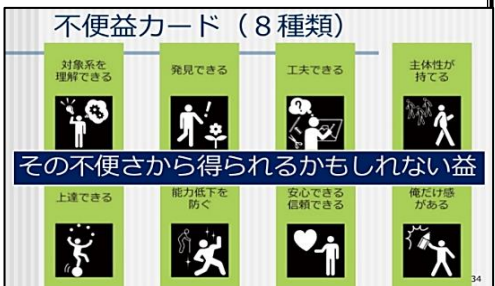 不便益カード（８種類）
対象系を
理解できる
発見できる
工夫できる
主体性が
持てる
その不便さから得られるかもしれない益
上達できる
能力低下を
防ぐ
安心できる
信頼できる
俺だけ感
がある
34